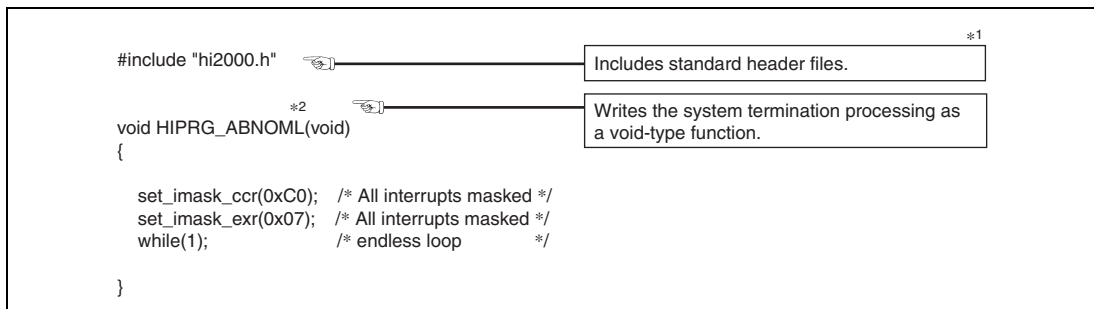 *1
#include "hi2000.h"
Includes standard header files.
*2
Writes the system termination processing as
a void-type function.
void HIPRG_ABNOML(void)
{
set_imask_ccr(0xC0); /* All interrupts masked */
set_imask_exr(0x07); /* All interrupts masked */
while(1); /* endless loop */
}